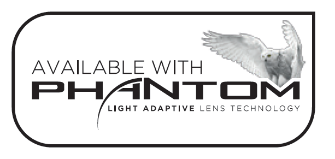 AVAILABLE WITH
PHANTOM
LIGHT ADAPTIVE LENS TECHNOLOGY